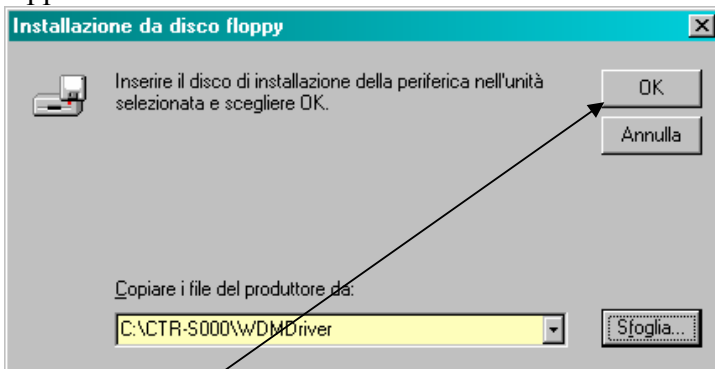 Installazione da disco floppy
Inserire il disco di installazione della periferica nell'unità
selezionata e scegliere OK.
OK
Annulla
Copiare i file del produttore da:
C:\CTR-S000\WDMDriver
Sfoglia...